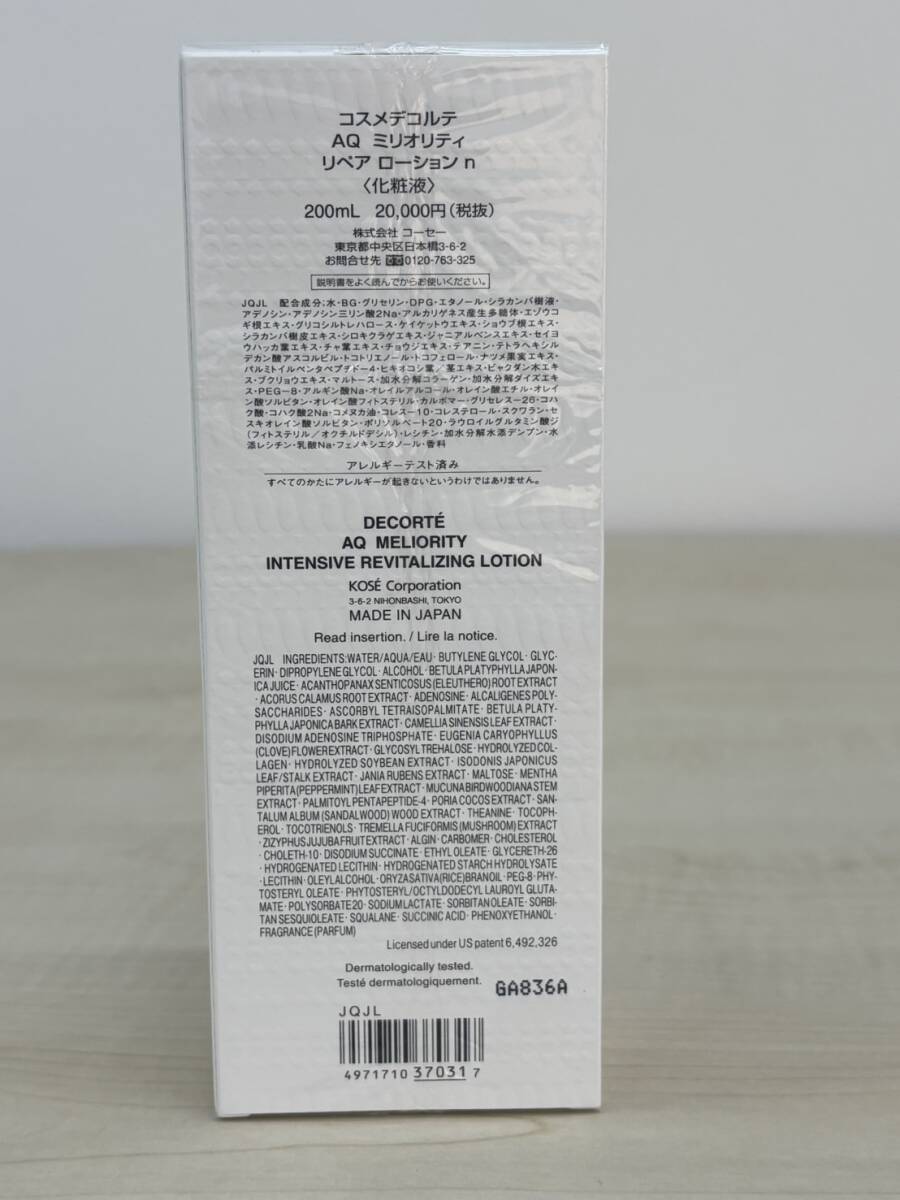 コスメデコルテ
AQ ミリオリティ
リペア ローション n
〈化粧液〉
200mL 20,000円(税抜)
株式会社 コーセー
東京都中央区日本橋3-6-2
お問合せ先 0120-763-325
説明書をよく読んでからお使いください。
JQJL 配合成分:水・BG・グリセリン・DPG・エタノール・シラカンバ樹液・
アデノシン・アデノシン三リン酸2Na・アルカリゲネス産生多糖体・エゾウコ
ギ根エキス・グリコシルトレハロース・ケイケットウエキス・ショウブ根エキス・
シラカンバ樹皮エキス・シロキクラゲエキス・ジャニアルベンスエキス・セイヨ
ウハッカ葉エキス・チャ葉エキス・チョウジエキス・テアニン・テトラヘキシル
デカン酸アスコルビル・トコトリエノール・トコフェロール・ナツメ果実エキス・
パルミトイルペンタペプチド-4・ヒキオコシ葉/茎エキス・ビャクダン木エキ
ス・ブクリョウエキス・マルトース・加水分解コラーゲン・加水分解ダイズエキ
ス・PEG-8・アルギン酸Na・オレイルアルコール・オレイン酸エチル・オレイ
ン酸ソルビタン・オレイン酸フィトステリル・カルボマー・グリセレス-26・コハ
ク酸・コハク酸2Na・コメヌカ油・コレス-10・コレステロール・スクワラン・セ
スキオレイン酸ソルビタン・ポリソルベート20・ラウロイルグルタミン酸ジ
(フィトステリル/オクチルドデシル)・レシチン・加水分解水添デンプン・水
添レシチン・乳酸Na・フェノキシエタノール・香料
アレルギーテスト済み
すべてのかたにアレルギーが起きないというわけではありません。
DECORTÉ
AQ MELIORITY
INTENSIVE REVITALIZING LOTION
KOSÉ Corporation
3-6-2 NIHONBASHI, TOKYO
MADE IN JAPAN
Read insertion. / Lire la notice.
JQJL INGREDIENTS:WATER/AQUA/EAU・BUTYLENE GLYCOL・GLYC-
ERIN・DIPROPYLENE GLYCOL・ALCOHOL・BETULA PLATYPHYLLA JAPON-
ICA JUICE・ACANTHOPANAX SENTICOSUS (ELEUTHERO) ROOT EXTRACT
・ACORUS CALAMUS ROOT EXTRACT・ADENOSINE・ALCALIGENES POLY-
SACCHARIDES・ASCORBYL TETRAISOPALMITATE・BETULA PLATY-
PHYLLA JAPONICA BARK EXTRACT・CAMELLIA SINENSIS LEAF EXTRACT・
DISODIUM ADENOSINE TRIPHOSPHATE・EUGENIA CARYOPHYLLUS
(CLOVE) FLOWER EXTRACT・GLYCOSYL TREHALOSE・HYDROLYZED COL-
LAGEN・HYDROLYZED SOYBEAN EXTRACT・ISODONIS JAPONICUS
LEAF/STALK EXTRACT・JANIA RUBENS EXTRACT・MALTOSE・MENTHA
PIPERITA (PEPPERMINT) LEAF EXTRACT・MUCUNA BIRDWOODIANA STEM
EXTRACT・PALMITOYL PENTAPEPTIDE-4・PORIA COCOS EXTRACT・SAN-
TALUM ALBUM (SANDALWOOD) WOOD EXTRACT・THEANINE・TOCOPH-
EROL・TOCOTRIENOLS・TREMELLA FUCIFORMIS (MUSHROOM) EXTRACT
・ZIZYPHUS JUJUBA FRUIT EXTRACT・ALGIN・CARBOMER・CHOLESTEROL
・CHOLETH-10・DISODIUM SUCCINATE・ETHYL OLEATE・GLYCERETH-26
・HYDROGENATED LECITHIN・HYDROGENATED STARCH HYDROLYSATE
・LECITHIN・OLEYL ALCOHOL・ORYZA SATIVA (RICE) BRAN OIL・PEG-8・PHY-
TOSTERYL OLEATE・PHYTOSTERYL/OCTYLDODECYL LAUROYL GLUTA-
MATE・POLYSORBATE 20・SODIUM LACTATE・SORBITAN OLEATE・SORBI-
TAN SESQUIOLEATE・SQUALANE・SUCCINIC ACID・PHENOXYETHANOL・
FRAGRANCE (PARFUM)
Licensed under US patent 6,492,326
Dermatologically tested.
Testé dermatologiquement.
GA836A
JQJL
4971710 37031 7